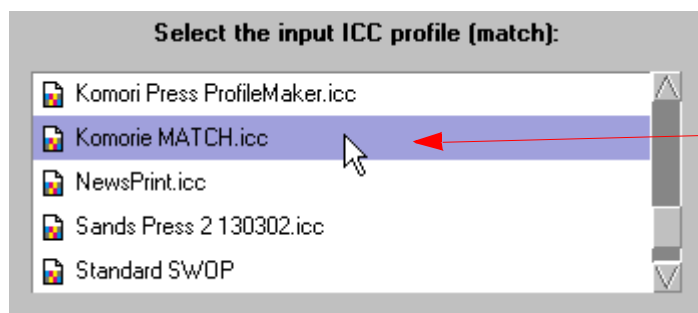 Select the input ICC profile (match):
Komori Press ProfileMaker.icc
Komorie MATCH.icc
NewsPrint.icc
Sands Press 2 130302.icc
Standard SWOP